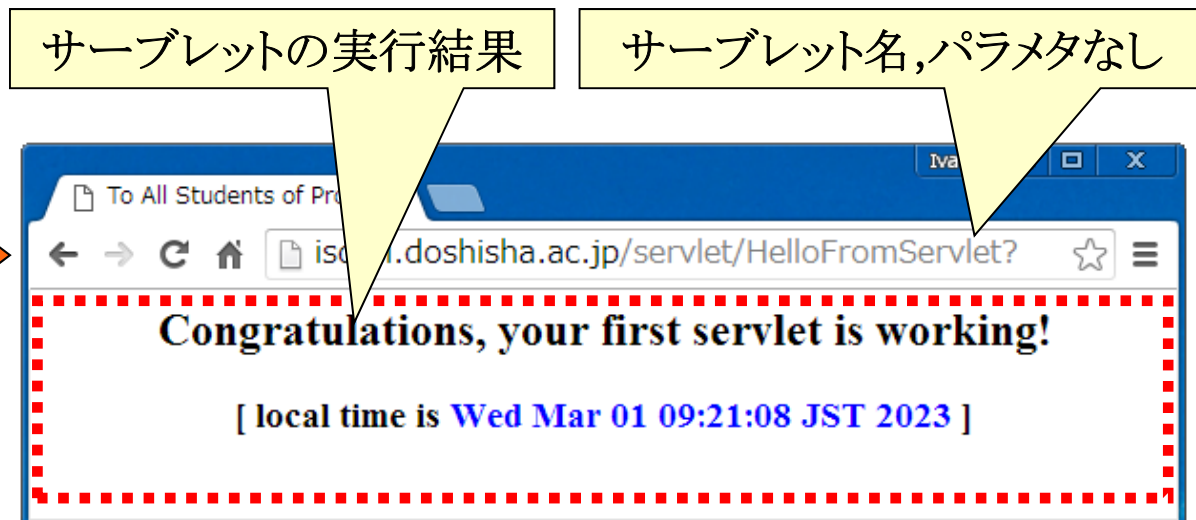 サーブレットの実行結果
サーブレット名,パラメタなし
Iva
To All Students of Pro
.doshisha.ac.jp/servlet/HelloFromServlet?
Congratulations, your first servlet is working!
[ local time is Wed Mar 01 09:21:08 JST 2023 ]